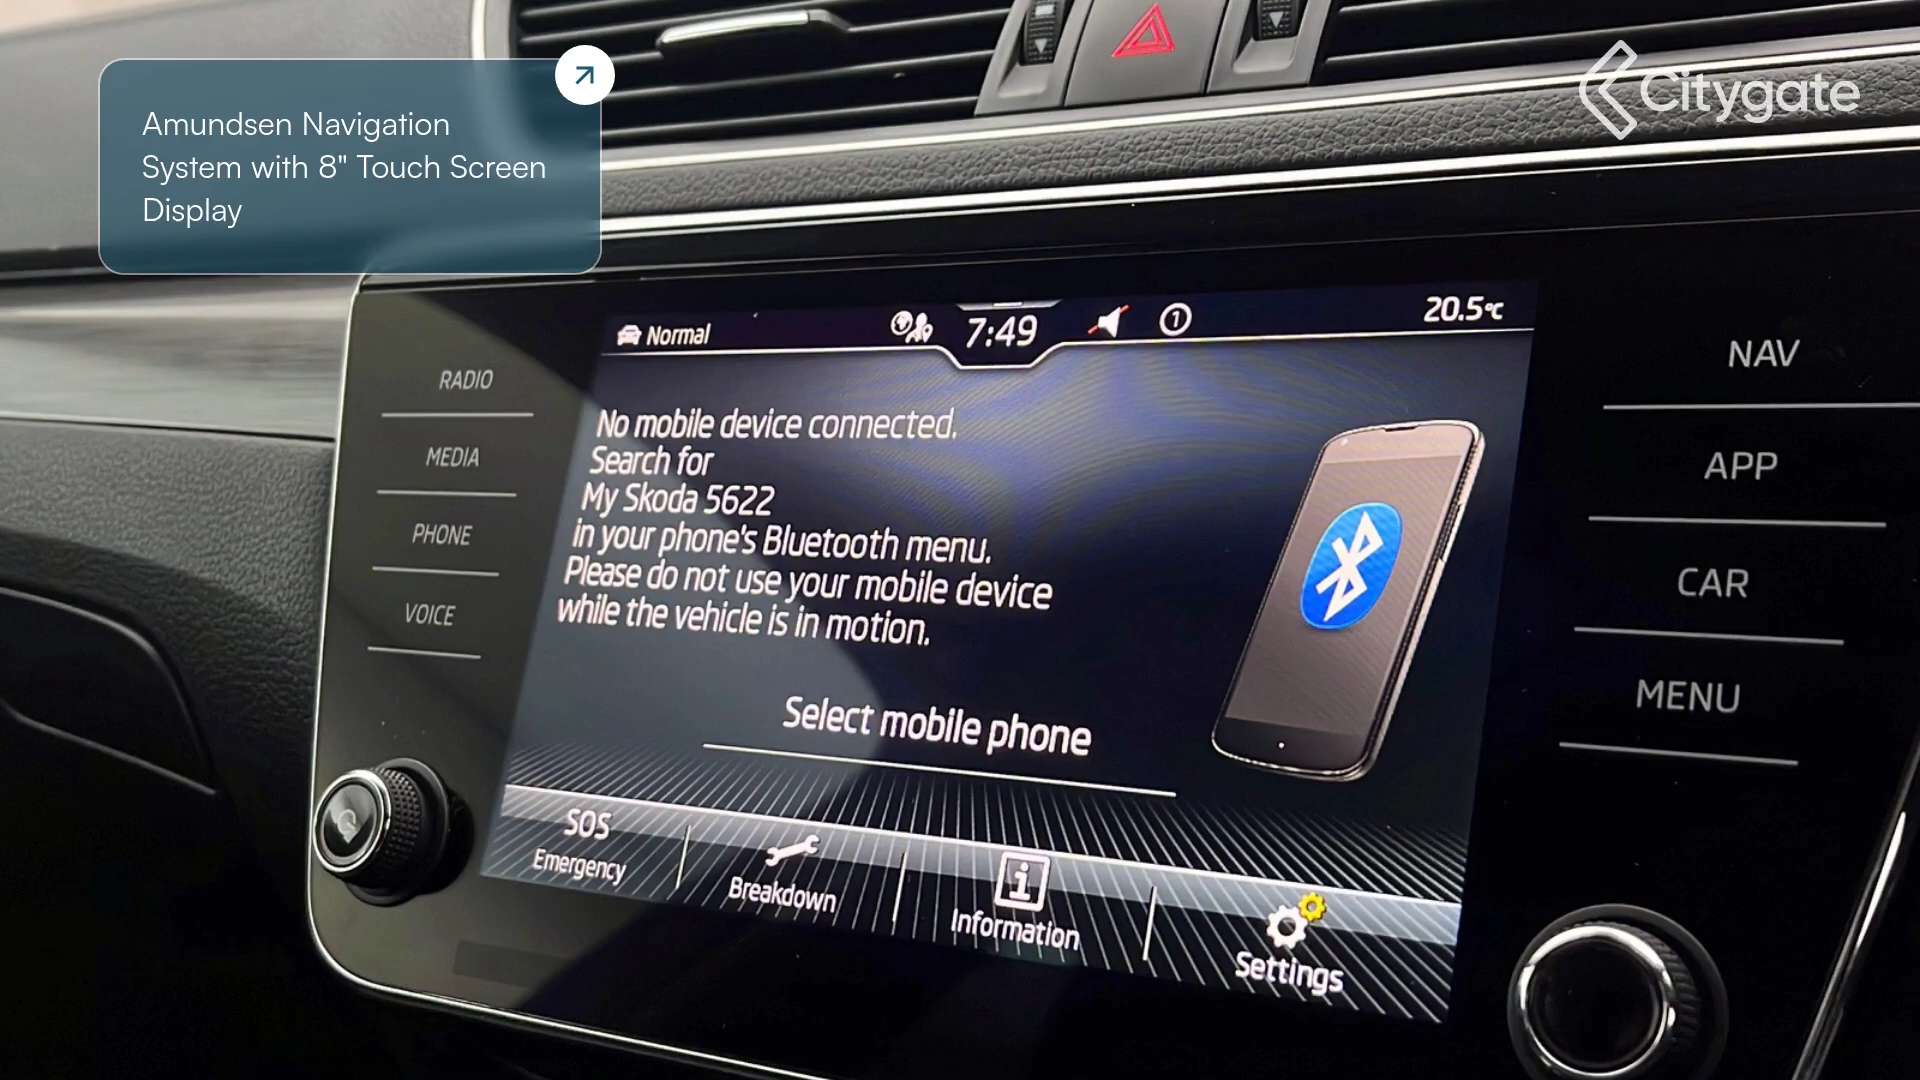 Amundsen Navigation
System with 8" Touch Screen
Display
Citygate
Normal
7:49
1
20.5°C
RADIO
MEDIA
PHONE
VOICE
No mobile device connected.
Search for
My Skoda 5622
in your phone's Bluetooth menu.
Please do not use your mobile device
while the vehicle is in motion.
Select mobile phone
SOS
Emergency
Breakdown
i
Information
Settings
NAV
APP
CAR
MENU